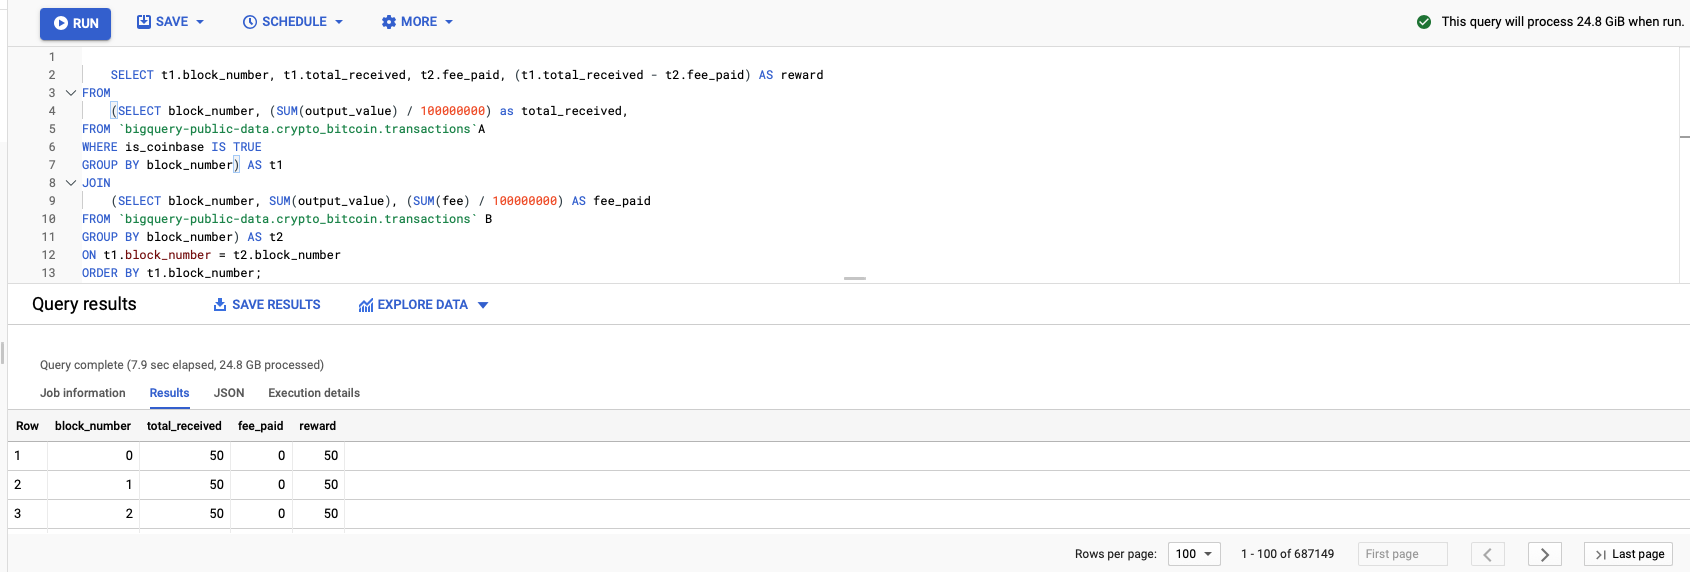 RUN SAVE SCHEDULE MORE This query will process 24.8 GiB when run.
1
2 SELECT t1.block_number, t1.total_received, t2.fee_paid, (t1.total_received - t2.fee_paid) AS reward
3 FROM
4 (SELECT block_number, (SUM(output_value) / 100000000) as total_received,
5 FROM `bigquery-public-data.crypto_bitcoin.transactions`A
6 WHERE is_coinbase IS TRUE
7 GROUP BY block_number) AS t1
8 JOIN
9 (SELECT block_number, SUM(output_value), (SUM(fee) / 100000000) AS fee_paid
10 FROM `bigquery-public-data.crypto_bitcoin.transactions` B
11 GROUP BY block_number) AS t2
12 ON t1.block_number = t2.block_number
13 ORDER BY t1.block_number;
Query results SAVE RESULTS EXPLORE DATA
Query complete (7.9 sec elapsed, 24.8 GB processed)
Job information Results JSON Execution details
Row block_number total_received fee_paid reward
1 0 50 0 50
2 1 50 0 50
3 2 50 0 50
Rows per page: 100 1 - 100 of 687149 First page Last page